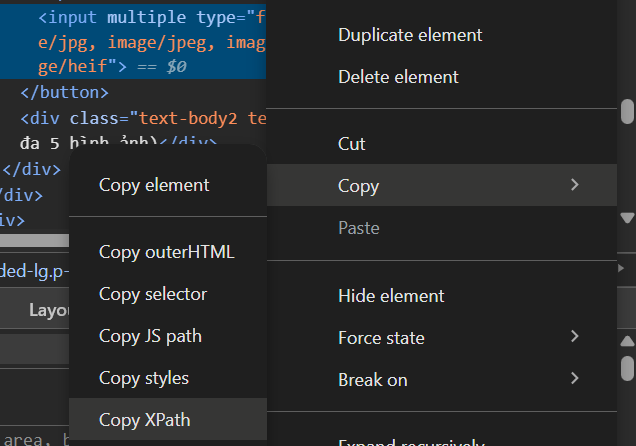 <input multiple type="f
e/jpg, image/jpeg, imag
ge/heif"> == $0
</button>
<div class="text-body2 te
đa 5 hình ảnh)</div>
</div>
/div>
iv>
ded-lg.p-
Layou
area, b
Duplicate element
Delete element
Cut
Copy
Paste
Hide element
Force state
Break on
Expand recursively
Copy element
Copy outerHTML
Copy selector
Copy JS path
Copy styles
Copy XPath